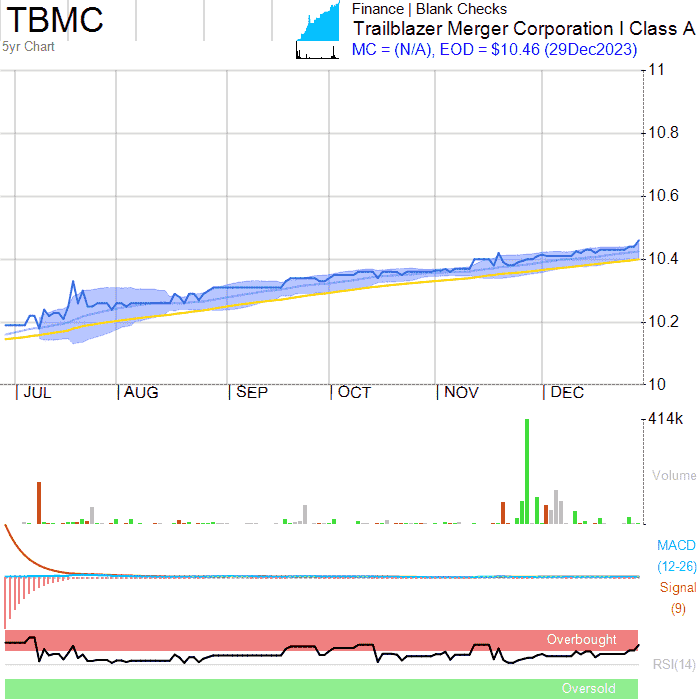 TBMC
5yr Chart
Finance | Blank Checks
Trailblazer Merger Corporation I Class A
MC = (N/A), EOD = $10.46 (29Dec2023)
11
10.8
10.6
10.4
10.2
10
JUL AUG SEP OCT NOV DEC
414k
Volume
MACD
(12-26)
Signal
(9)
Overbought
RSI(14)
Oversold